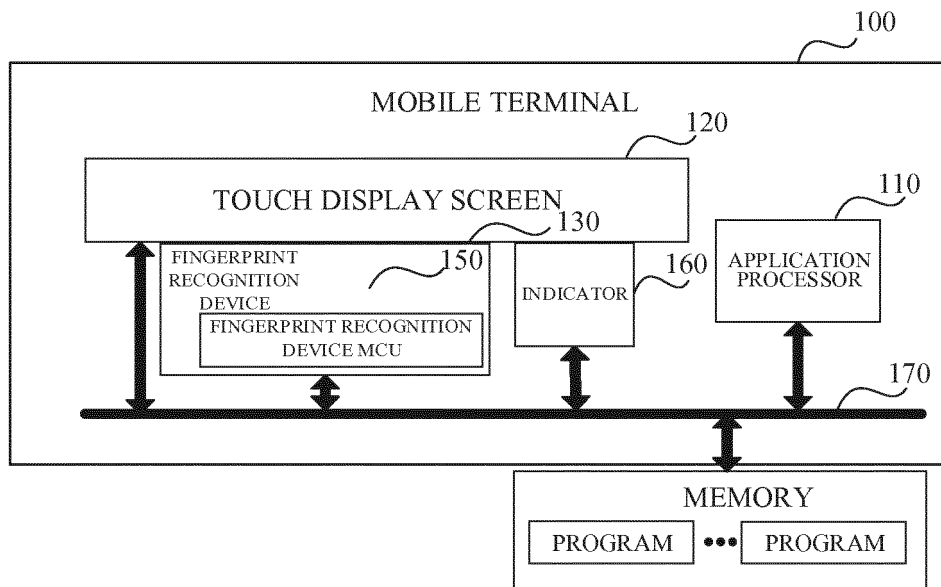 100
MOBILE TERMINAL
120
TOUCH DISPLAY SCREEN
110
130
FINGERPRINT
RECOGNITION
DEVICE
150
FINGERPRINT RECOGNITION
DEVICE MCU
INDICATOR
160
APPLICATION
PROCESSOR
170
MEMORY
PROGRAM ••• PROGRAM